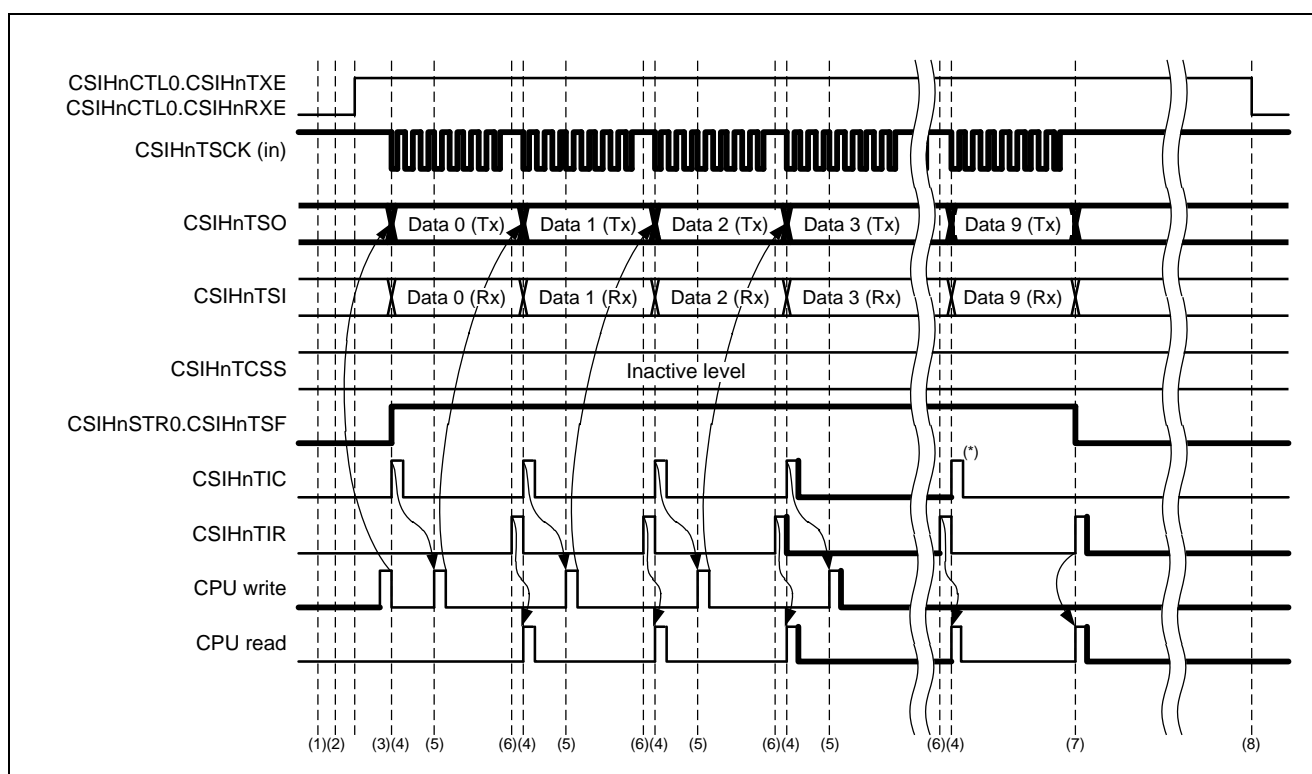 CSIHnCTL0.CSIHnTXE
CSIHnCTL0.CSIHnRXE
CSIHnTSCK (in)
CSIHnTSO
Data 0 (Tx) Data 1 (Tx) Data 2 (Tx) Data 3 (Tx) Data 9 (Tx)
CSIHnTSI
Data 0 (Rx) Data 1 (Rx) Data 2 (Rx) Data 3 (Rx) Data 9 (Rx)
CSIHnTCSS
Inactive level
CSIHnSTR0.CSIHnTSF
CSIHnTIC
(*)
CSIHnTIR
CPU write
CPU read
(1)(2) (3)(4) (5) (6)(4) (5) (6)(4) (5) (6)(4) (5) (6)(4) (7) (8)